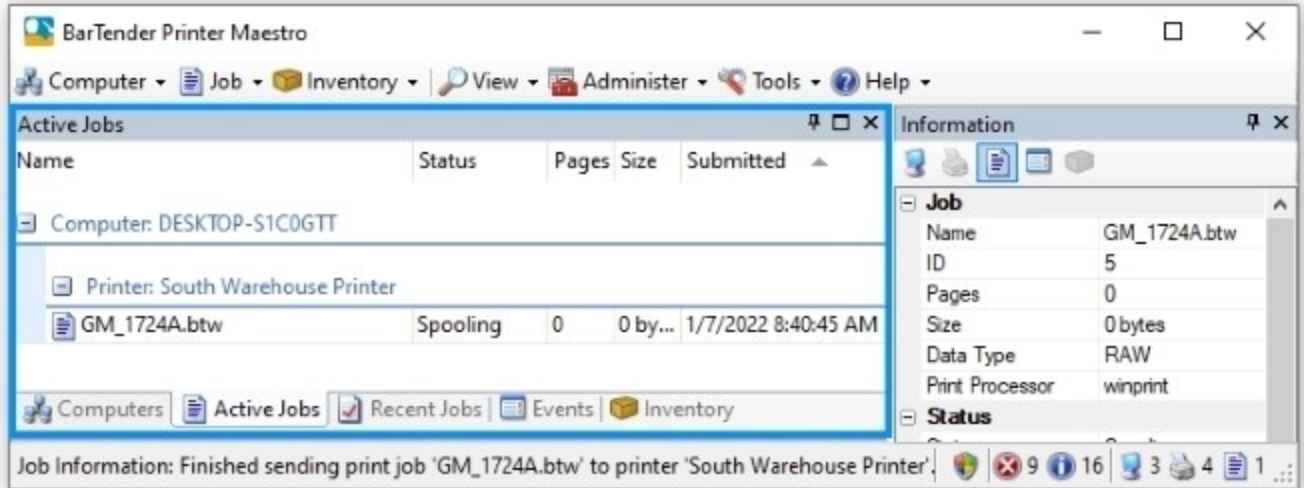 BarTender Printer Maestro
Computer Job Inventory View Administer Tools Help
Active Jobs
Name Status Pages Size Submitted
Computer: DESKTOP-S1C0GTT
Printer: South Warehouse Printer
GM_1724A.btw Spooling 0 0 by... 1/7/2022 8:40:45 AM
Computers Active Jobs Recent Jobs Events Inventory
Information
Job
Name GM_1724A.btw
ID 5
Pages 0
Size 0 bytes
Data Type RAW
Print Processor winprint
Status
Job Information: Finished sending print job 'GM_1724A.btw' to printer 'South Warehouse Printer'. 9 16 3 4 1